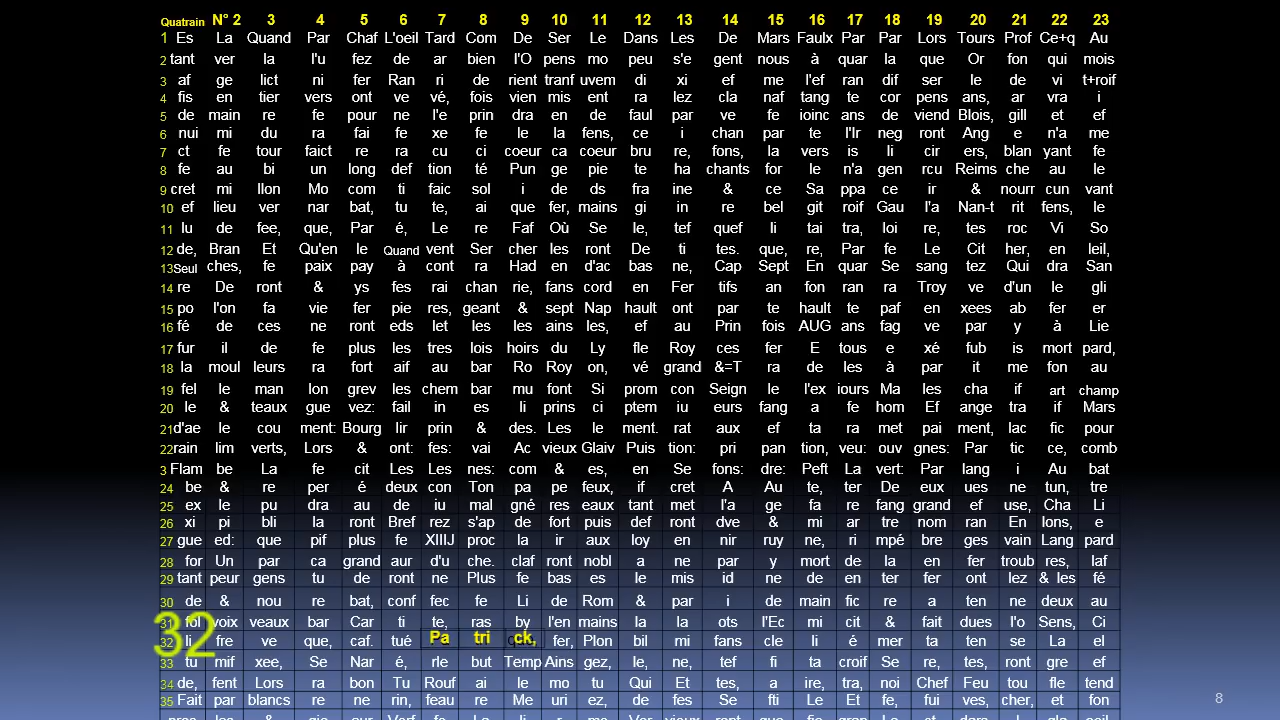 Quatrain N° 2 3 4 5 6 7 8 9 10 11 12 13 14 15 16 17 18 19 20 21 22 23
1 Es La Quand Par Chaf L'oeil Tard Com De Ser Le Dans Les De Mars Faulx Par Par Lors Tours Prof Ce+q Au
2 tant ver la l'u fez de ar bien l'O pens mo peu s'e gent nous à quar la que Or fon qui mois
3 af ge lict ni fer Ran ri de rient tranf uvem di xi ef me l'ef ran dif ser le de vi t+roif
4 fis en tier vers ont ve vé, fois vien mis ent ra lez cla naf tang te cor pens ans, ar vra i
5 de main re fe pour ne l'e prin dra en de faul par ve fe ioinc ans de viend Blois, gill et ef
6 nui mi du ra fai fe xe fe le la fens, ce i chan par te l'Ir neg ront Ang e n'a me
7 ct fe tour faict re ra cu ci coeur ca coeur bru re, fons, la vers is li cir ers, blan yant fe
8 fe au bi un long def tion té Pun ge pie te ha chants for le n'a gen rcu Reims che au le
9 cret mi llon Mo com ti faic sol i de ds fra ine & ce Sa ppa ce ir & nourr cun vant
10 ef lieu ver nar bat, tu te, ai que fer, mains gi in re bel git roif Gau l'a Nan-t rit fens, le
11 lu de fee, que, Par é, Le re Faf Où Se le, tef quef li tai tra, loi re, tes roc Vi So
12 de, Bran Et Qu'en le Quand vent Ser cher les ront De ti tes. que, re, Par fe Le Cit her, en leil,
13 Seul ches, fe paix pay à cont ra Had en d'ac bas ne, Cap Sept En quar Se sang tez Qui dra San
14 re De ront & ys fes rai chan rie, fans cord en Fer tifs an fon ran ra Troy ve d'un le gli
15 po l'on fa vie fer pie res, geant & sept Nap hault ont par te hault te paf en xees ab fer er
16 fé de ces ne ront eds let les les ains les, ef au Prin fois AUG ans fag ve par y à Lie
17 fur il de fe plus les tres lois hoirs du Ly fle Roy ces fer E tous e xé fub is mort pard,
18 la moul leurs ra fort aif au bar Ro Roy on, vé grand &=T ra de les à par it me fon au
19 fel le man lon grev les chem bar mu font Si prom con Seign le l'ex iours Ma les cha if art champ
20 le & teaux gue vez: fail in es li prins ci ptem iu eurs fang a fe hom Ef ange tra if Mars
21 d'ae le cou ment: Bourg lir prin & des. Les le ment. rat aux ef ta ra met pai ment, lac fic pour
22 rain lim verts, Lors & ont: fes: vai Ac vieux Glaiv Puis tion: pri pan tion, veu: ouv gnes: Par tic ce, comb
3 Flam be La fe cit Les Les nes: com & es, en Se fons: dre: Peft La vert: Par lang i Au bat
24 be & re per é deux con Ton pa pe feux, if cret A Au te, ter De eux ues ne tun, tre
25 ex le pu dra au de iu mal gné res eaux tant met l'a ge fa re fang grand ef use, Cha Li
26 xi pi bli la ront Bref rez s'ap de fort puis def ront dve & mi ar tre nom ran En lons, e
27 gue ed: que pif plus fe XIIIJ proc la ir aux loy en nir ruy ne, ri mpé bre ges vain Lang pard
28 for Un par ca grand aur d'u che. claf ront nobl a ne par y mort de la en fer troub res, laf
29 tant peur gens tu de ront ne Plus fe bas es le mis id ne de en ter fer ont lez & les fé
30 de & nou re bat, conf fec fe Li de Rom & par i de main fic re a ten ne deux au
31 fol voix veaux bar Car ti te, ras by l'en mains la la ots l'Ec mi cit & fait dues l'o Sens, Ci
32
32 li fre ve que, caf. tué Pa tri ck, fer, Plon bil mi fans cle li é me ta ten se La el
33 tu mif xee, Se Nar é, rle but Temp Ains gez, le, ne, tef fi ta croif Se re, tes, ront gre ef
34 de, fent Lors ra bon Tu Rouf ai le mo tu Qui Et tes, a ire, tra, noi Chef Feu tou fle tend
35 Fait par blancs re ne rin, feau re Me uri ez, de fes Se fti Le Et fe, fui ves cher, et fon
8